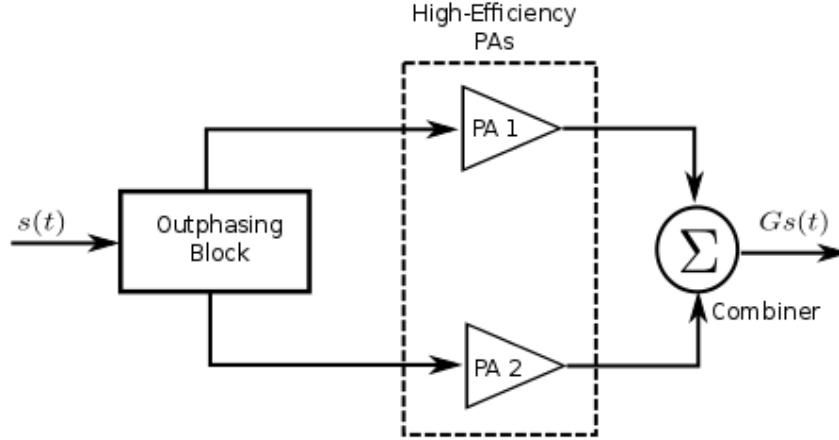 High-Efficiency
PAs
PA 1
s(t)
Outphasing
Block
Gs(t)
Σ
Combiner
PA 2